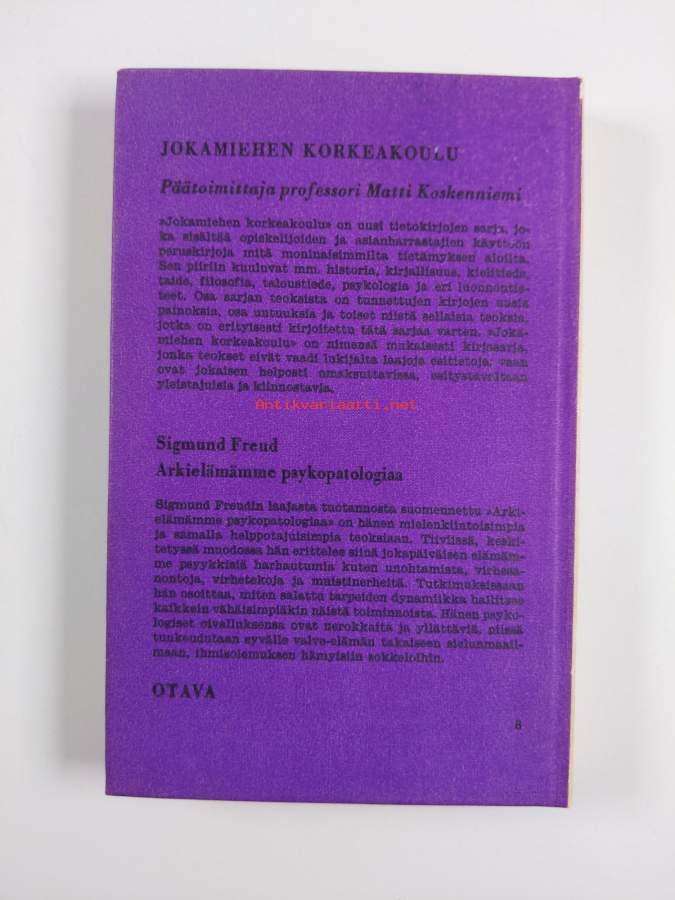 JOKAMIEHEN KORKEAKOULU
Päätoimittaja professori Matti Koskenniemi
»Jokamiehen korkeakoulu» on uusi tietokirjojen sarja, jo-
ka sisältää opiskelijoiden ja asianharrastajien käyttöön
peruskirjoja mitä moninaisimmilta tietämyksen aloilta.
Sen piiriin kuuluvat mm. historia, kirjallisuus, kielitiede,
taide, filosofia, taloustiede, psykologia ja eri luonnontie-
teet. Osa sarjan teoksista on tunnettujen kirjojen uusia
painoksia, osa uutuuksia ja toiset niistä sellaisia teoksia,
jotka on erityisesti kirjoitettu tätä sarjaa varten. »Joka-
miehen korkeakoulu» on nimensä mukaisesti kirjasarja,
jonka teokset eivät vaadi lukijalta laajoja esitietoja, vaan
ovat jokaisen helposti omaksuttavissa, esitystavaltaan
yleistajuisia ja kiinnostavia.
Antikvariaatti.net
Sigmund Freud
Arkielämämme psykopatologiaa
Sigmund Freudin laajasta tuotannosta suomennettu »Arki-
elämämme psykopatologiaa» on hänen mielenkiintoisimpia
ja samalla helppotajuisimpia teoksiaan. Tiiviissä, keski-
tetyssä muodossa hän erittelee siinä jokapäiväisen elämäm-
me psyykkisiä harhautumia kuten unohtamista, virhesa-
nontoja, virhetekoja ja muistinerheitä. Tutkimuksissaan
hän osoittaa, miten salattu tarpeiden dynamiikka hallitsee
kaikkein vähäisimpiäkin näistä toiminnoista. Hänen psyko-
logiset oivalluksensa ovat nerokkaita ja yllättäviä, niissä
tunkeudutaan syvälle valve-elämän takaiseen sielunmaail-
maan, ihmisolemuksen hämyisiin sokkeloihin.
OTAVA
8